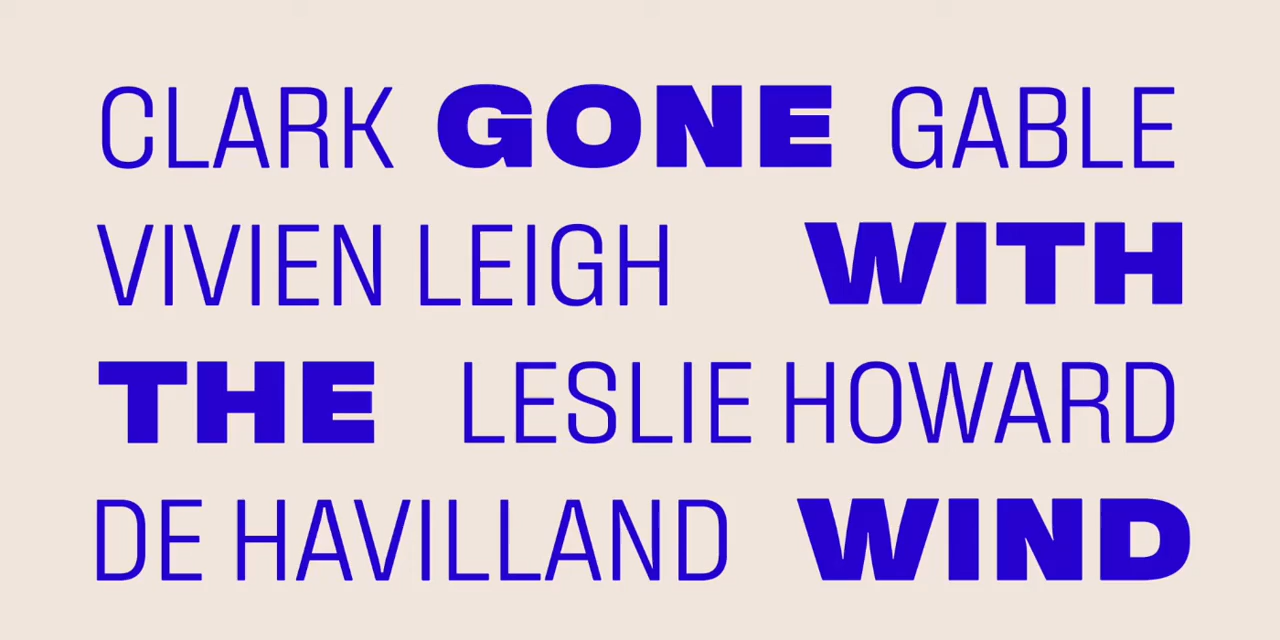 CLARK GONE GABLE
VIVIEN LEIGH WITH
THE LESLIE HOWARD
DE HAVILLAND WIND